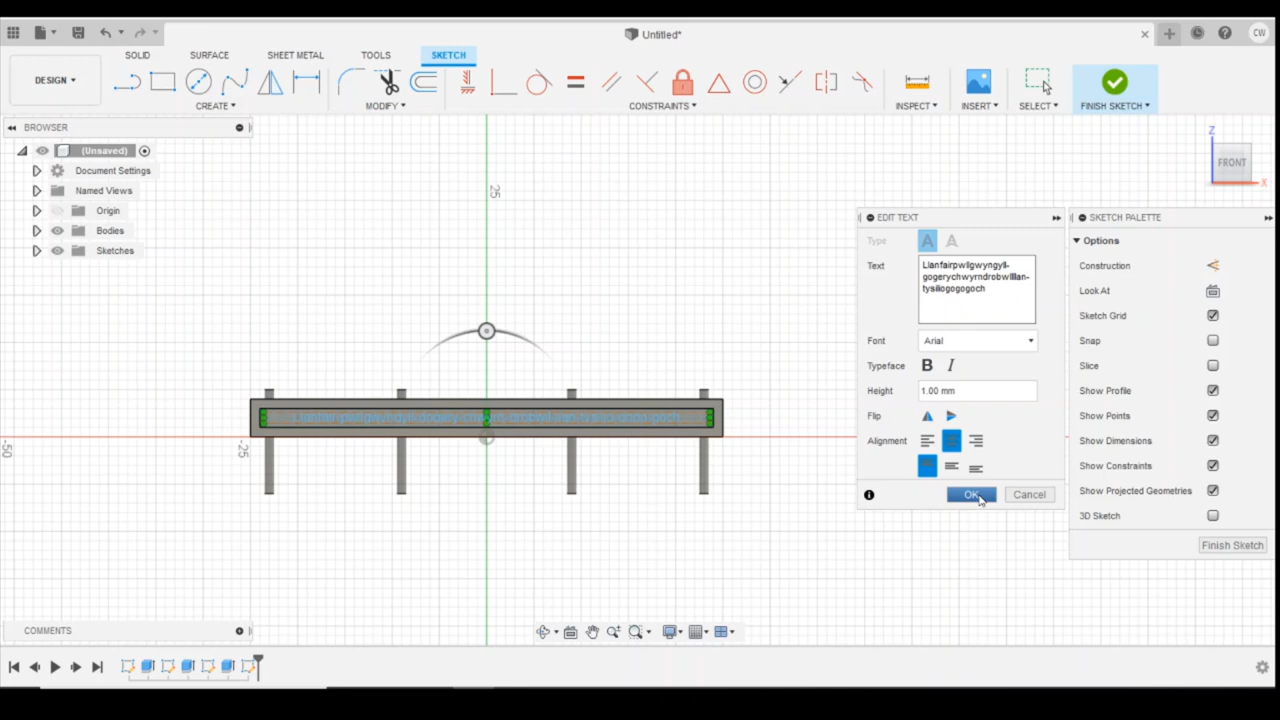 Untitled*
CW
SOLID SURFACE SHEET METAL TOOLS SKETCH
DESIGN
CREATE MODIFY CONSTRAINTS INSPECT INSERT SELECT FINISH SKETCH
BROWSER
(Unsaved)
Document Settings
Named Views
Origin
Bodies
Sketches
25
-25
-50
Z
FRONT
X
EDIT TEXT
Type
Text
Llanfairpwllgwyngyll-
gogerychwyrndrobwllllan-
tysiliogogogoch
Font Arial
Typeface B I
Height 1.00 mm
Flip
Alignment
OK Cancel
SKETCH PALETTE
Options
Construction
Look At
Sketch Grid
Snap
Slice
Show Profile
Show Points
Show Dimensions
Show Constraints
Show Projected Geometries
3D Sketch
Finish Sketch
COMMENTS